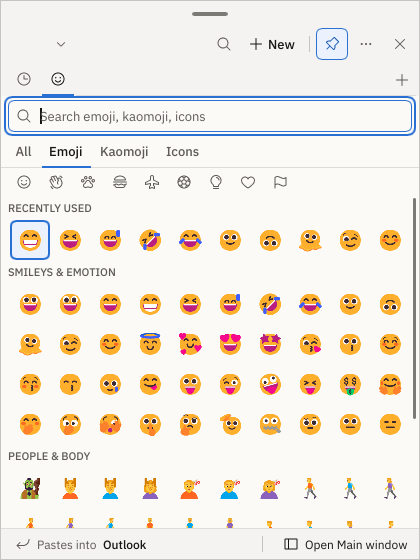 New
Search emoji, kaomoji, icons
All Emoji Kaomoji Icons
RECENTLY USED
SMILEYS & EMOTION
PEOPLE & BODY
Pastes into Outlook Open Main window